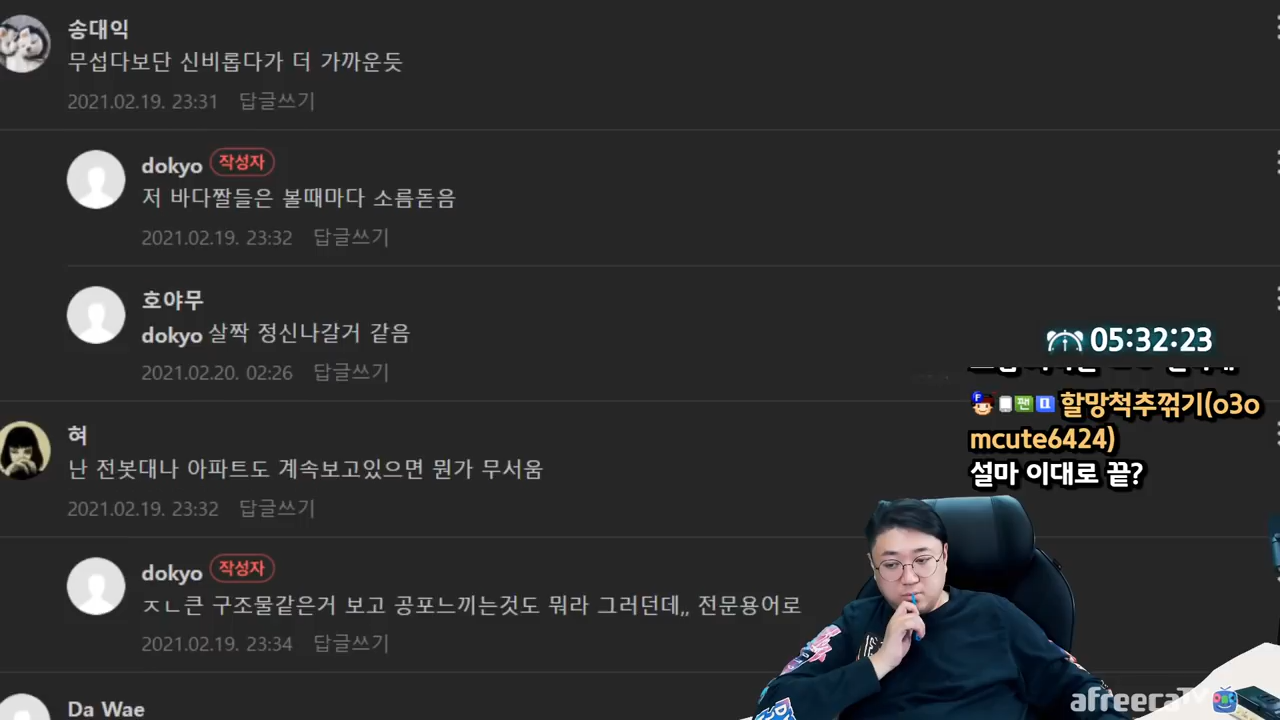 송대익
무섭다보단 신비롭다가 더 가까운듯
2021.02.19. 23:31 답글쓰기
dokyo 작성자
저 바다짤들은 볼때마다 소름돋음
2021.02.19. 23:32 답글쓰기
호야무
dokyo 살짝 정신나갈거 같음
2021.02.20. 02:26 답글쓰기
05:32:23
F 팬 할망척추꺾기(o3o
mcute6424)
설마 이대로 끝?
혀
난 전봇대나 아파트도 계속보고있으면 뭔가 무서움
2021.02.19. 23:32 답글쓰기
dokyo 작성자
ㅈㄴ큰 구조물같은거 보고 공포느끼는것도 뭐라 그러던데,, 전문용어로
2021.02.19. 23:34 답글쓰기
Da Wae
afreecaTV